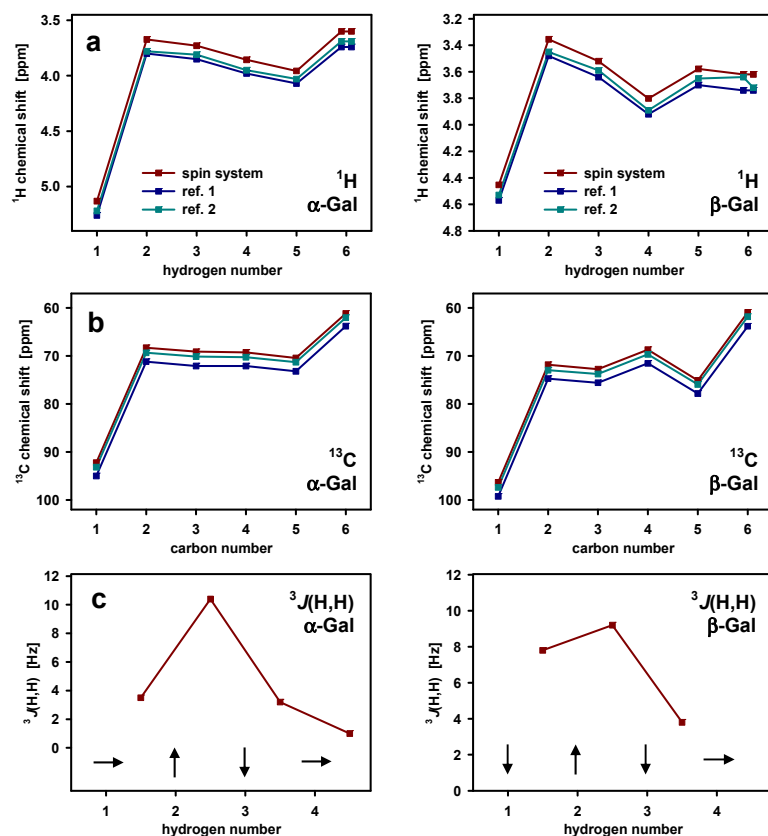 a
¹H chemical shift [ppm]
3.5
4.0
4.5
5.0
spin system
ref. 1
ref. 2
¹H
α-Gal
1 2 3 4 5 6
hydrogen number
¹H chemical shift [ppm]
3.2
3.4
3.6
3.8
4.0
4.2
4.4
4.6
4.8
spin system
ref. 1
ref. 2
¹H
β-Gal
1 2 3 4 5 6
hydrogen number
b
¹³C chemical shift [ppm]
60
70
80
90
100
¹³C
α-Gal
1 2 3 4 5 6
carbon number
¹³C chemical shift [ppm]
60
70
80
90
100
¹³C
β-Gal
1 2 3 4 5 6
carbon number
c
³J(H,H) [Hz]
12
10
8
6
4
2
0
³J(H,H)
α-Gal
1 2 3 4
hydrogen number
³J(H,H) [Hz]
12
10
8
6
4
2
0
³J(H,H)
β-Gal
1 2 3 4
hydrogen number